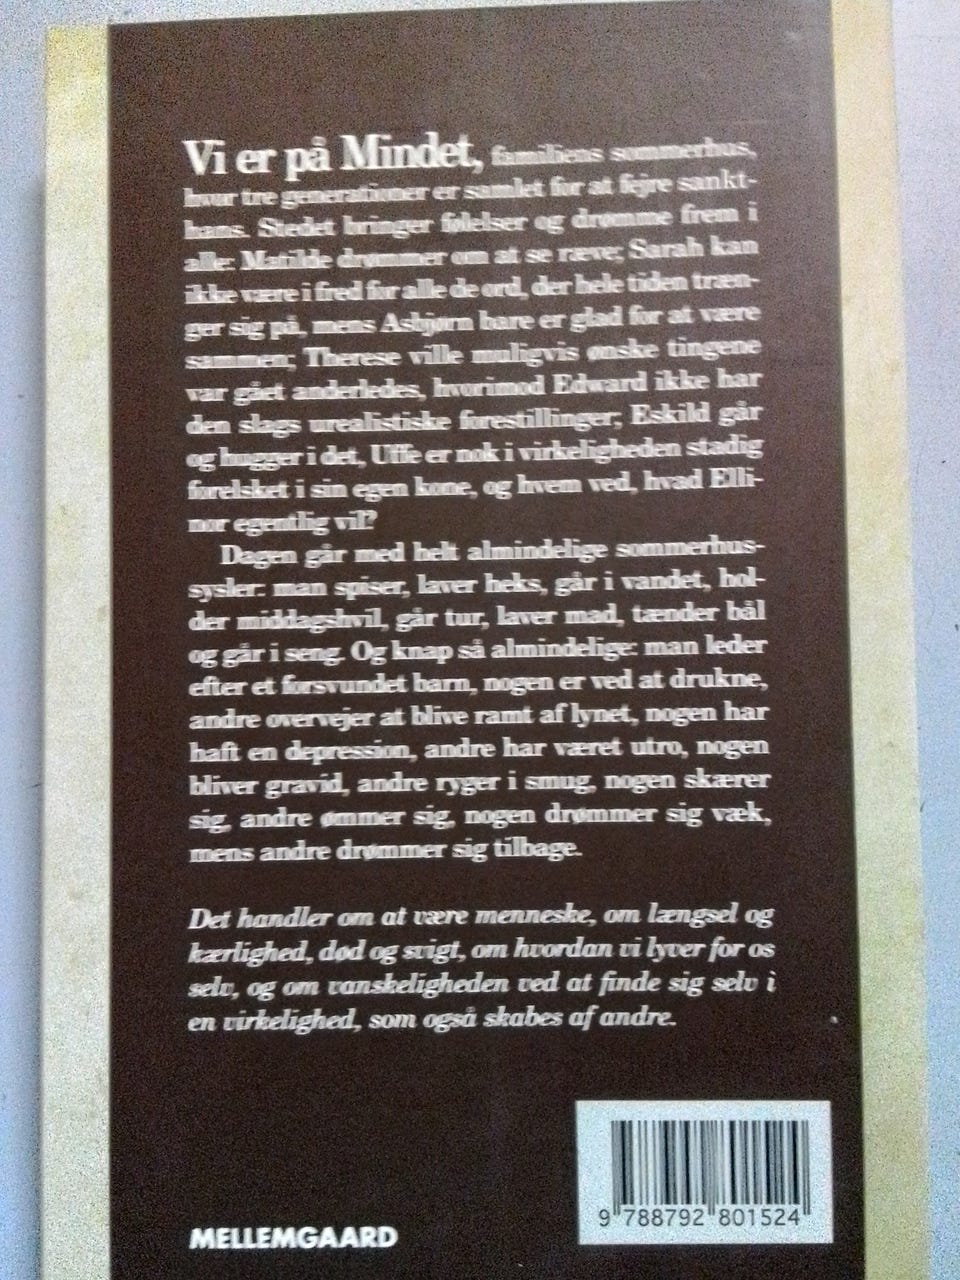 Vi er på Mindet, familiens sommerhus,
hvor tre generationer er samlet for at fejre sankt-
hans. Stedet bringer følelser og drømme frem i
alle: Matilde drømmer om at se ræve; Sarah kan
ikke være i fred for alle de ord, der hele tiden træn-
ger sig på, mens Asbjørn bare er glad for at være
sammen; Therese ville muligvis ønske tingene
var gået anderledes, hvorimod Edward ikke har
den slags urealistiske forestillinger; Eskild går
og hugger i det, Uffe er nok i virkeligheden stadig
forelsket i sin egen kone, og hvem ved, hvad Elli-
nor egentlig vil?
Dagen går med helt almindelige sommerhus-
sysler: man spiser, laver heks, går i vandet, hol-
der middagshvil, går tur, laver mad, tænder bål
og går i seng. Og knap så almindelige: man leder
efter et forsvundet barn, nogen er ved at drukne,
andre overvejer at blive ramt af lynet, nogen har
haft en depression, andre har været utro, nogen
bliver gravid, andre ryger i smug, nogen skærer
sig, andre ømmer sig, nogen drømmer sig væk,
mens andre drømmer sig tilbage.
Det handler om at være menneske, om længsel og
kærlighed, død og svigt, om hvordan vi lyver for os
selv, og om vanskeligheden ved at finde sig selv i
en virkelighed, som også skabes af andre.
9 788792 801524
MELLEMGAARD